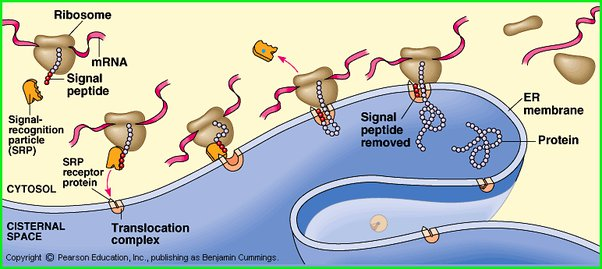 Ribosome
mRNA
Signal
peptide
Signal-
recognition
particle
(SRP)
SRP
receptor
protein
CYTOSOL
CISTERNAL
SPACE
Translocation
complex
Signal
peptide
removed
ER
membrane
Protein
Copyright © Pearson Education, Inc., publishing as Benjamin Cummings.